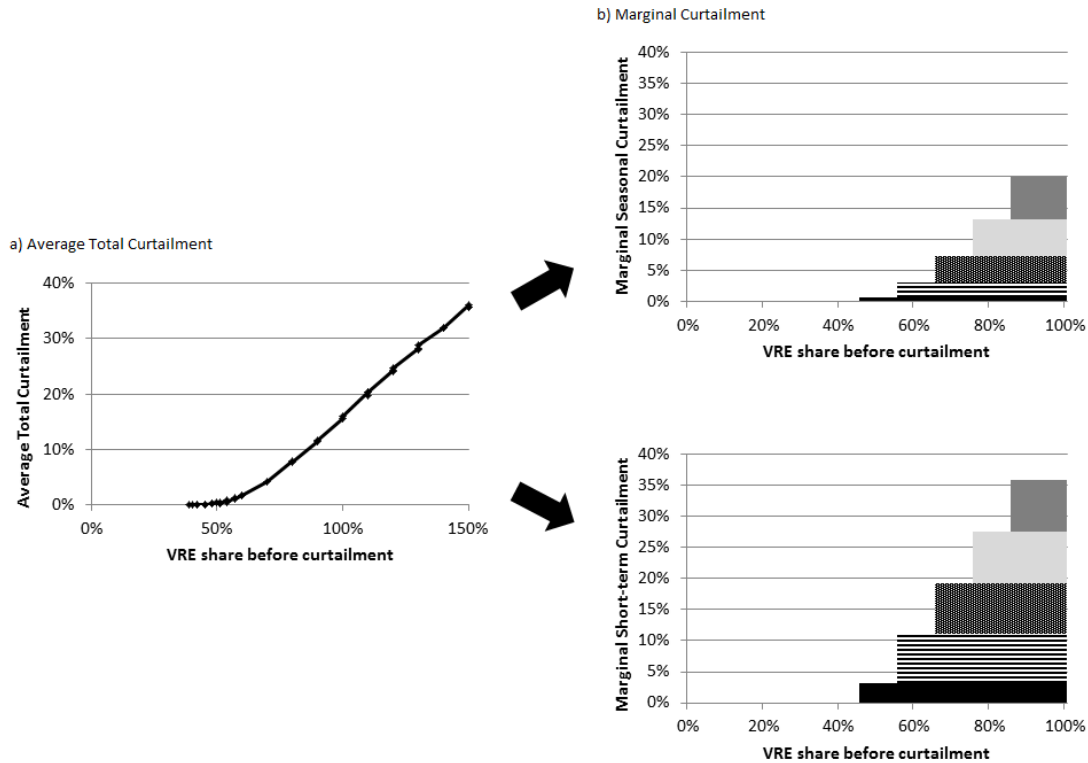 b) Marginal Curtailment
Marginal Seasonal Curtailment
40%
35%
30%
25%
20%
15%
10%
5%
0%
0% 20% 40% 60% 80% 100%
VRE share before curtailment
a) Average Total Curtailment
Average Total Curtailment
40%
30%
20%
10%
0%
0% 50% 100% 150%
VRE share before curtailment
Marginal Short-term Curtailment
40%
35%
30%
25%
20%
15%
10%
5%
0%
0% 20% 40% 60% 80% 100%
VRE share before curtailment